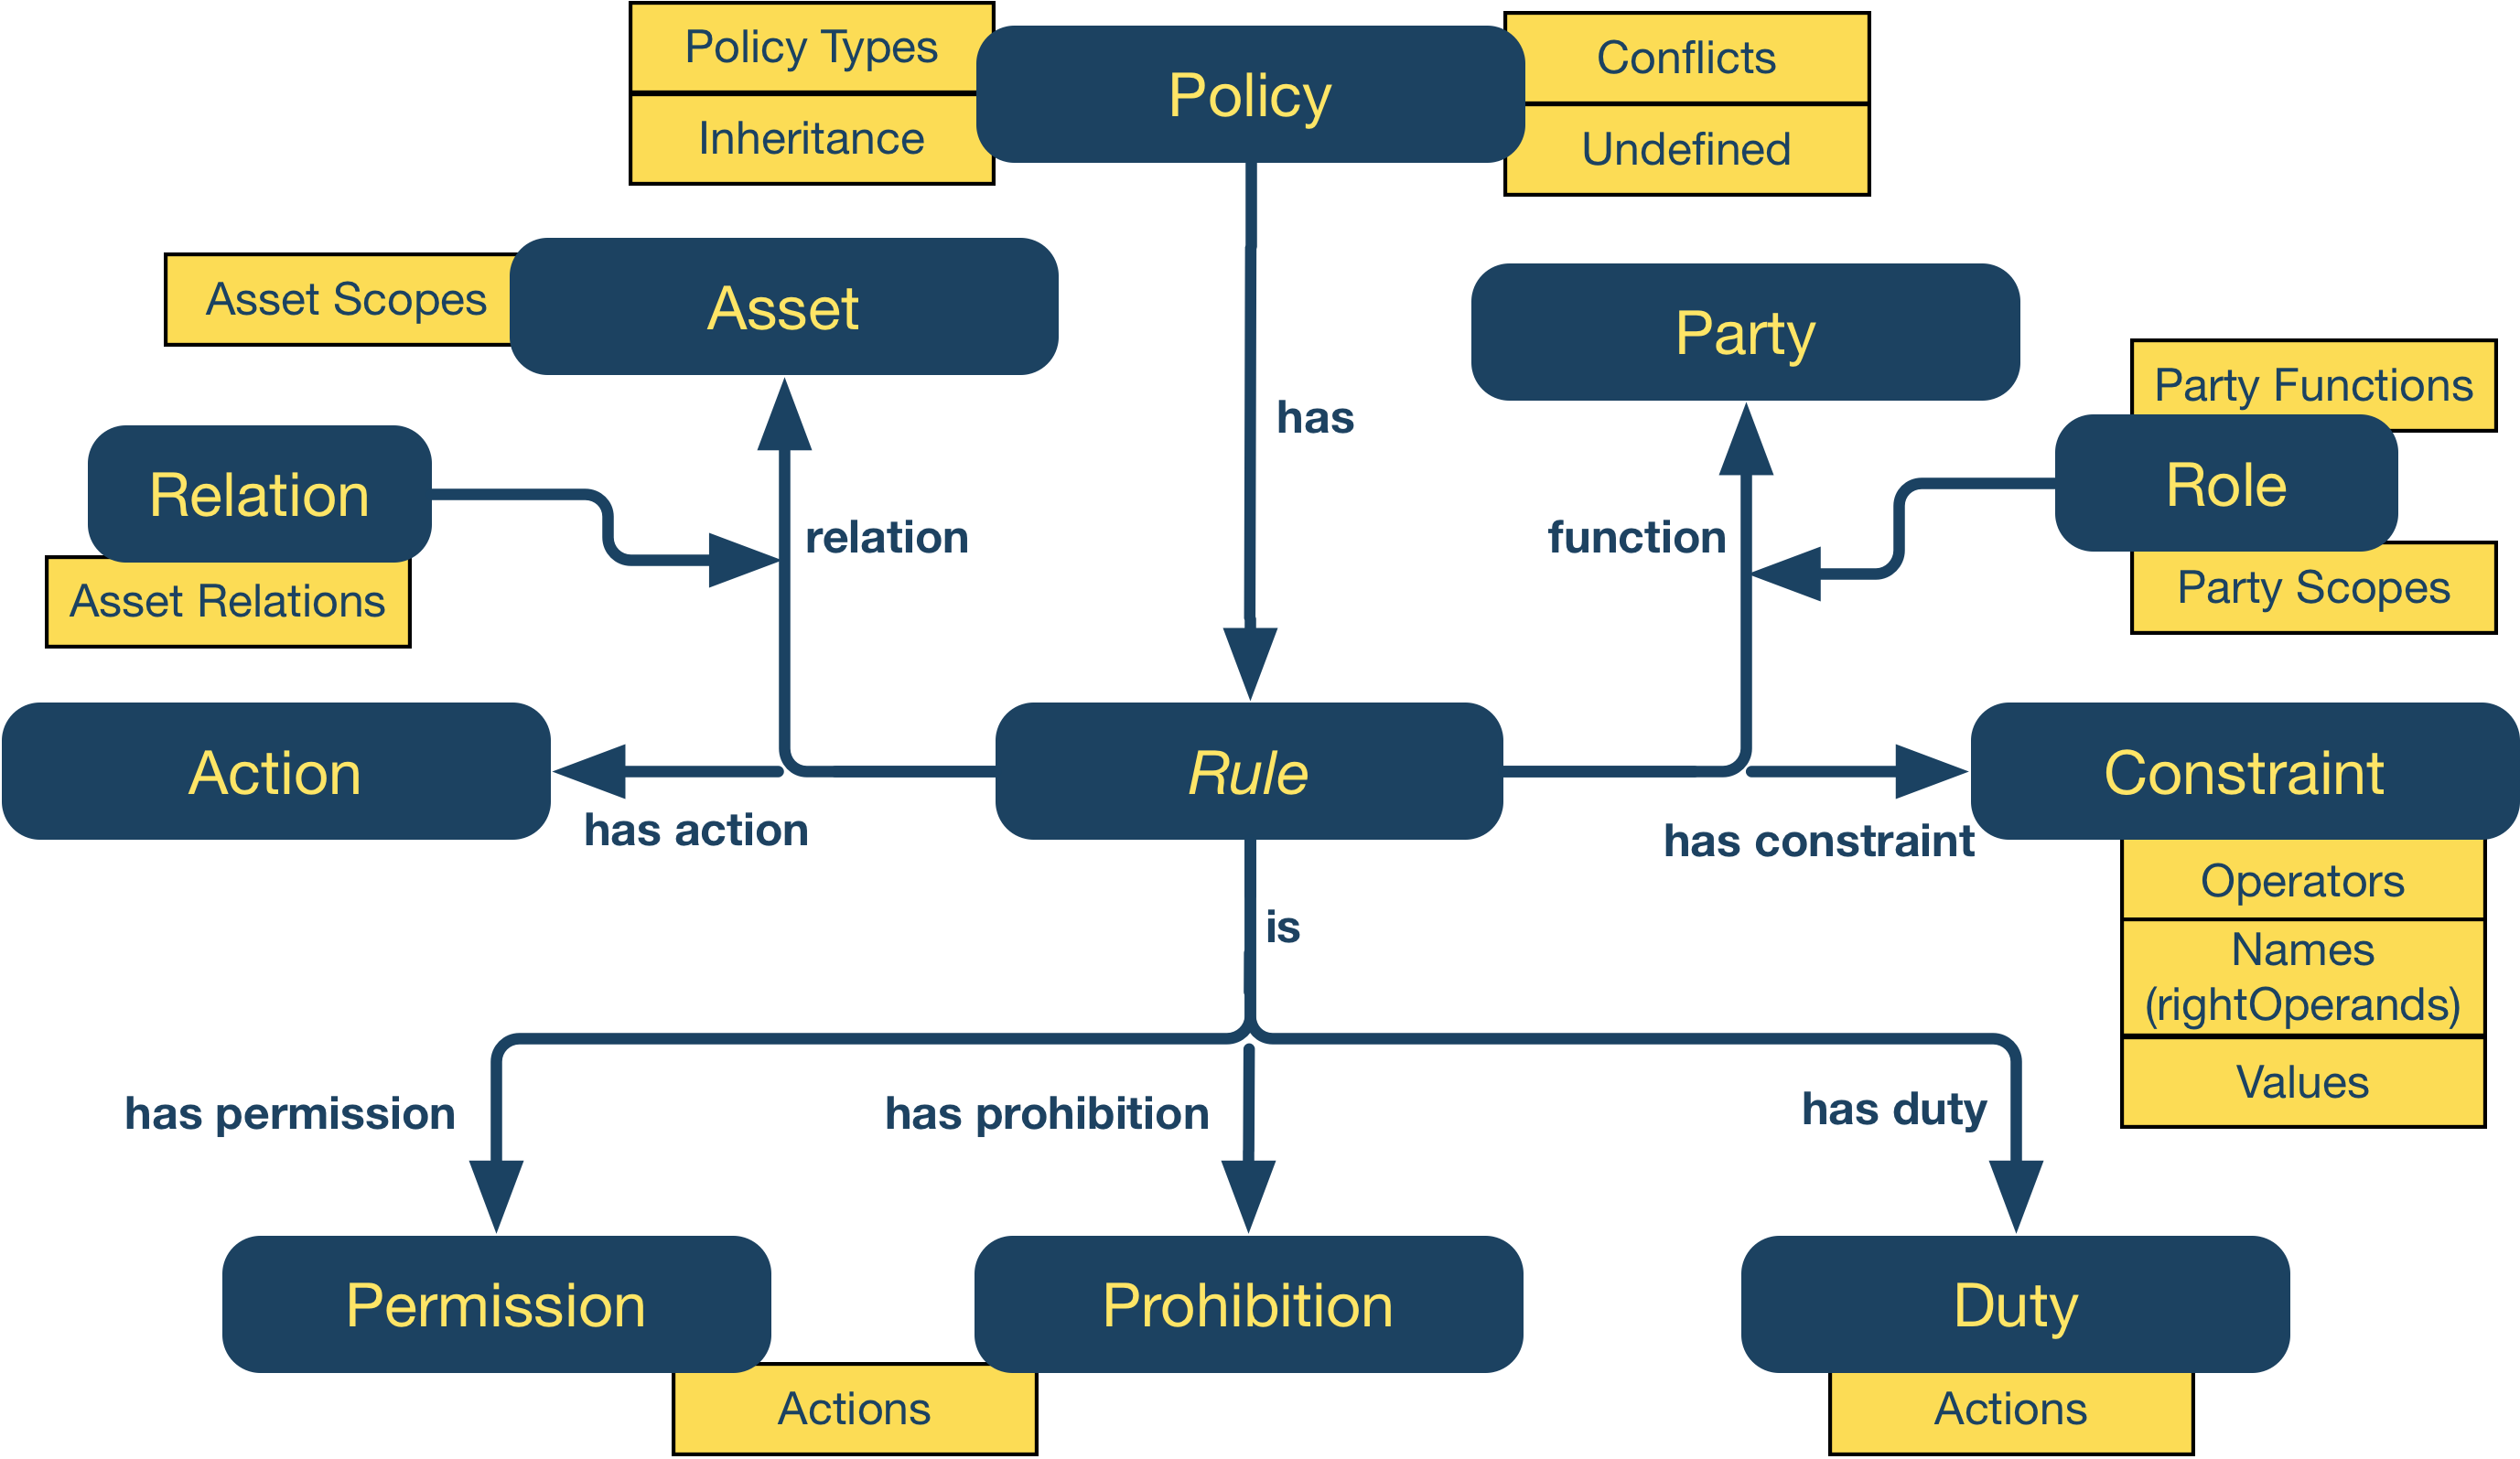 Policy Types
Policy
Conflicts
Inheritance
Undefined
Asset Scopes
Asset
Party
Party Functions
has
Relation
relation
function
Role
Asset Relations
Party Scopes
Action
Rule
Constraint
has action
has constraint
Operators
is
Names
(rightOperands)
Values
has permission
has prohibition
has duty
Permission
Prohibition
Duty
Actions
Actions